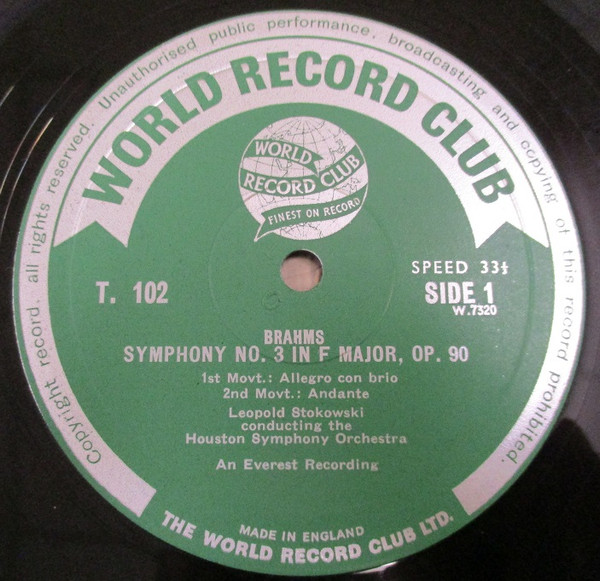 Copyright record. all rights reserved. Unauthorised public performance, broadcasting and copying of this record prohibited.
WORLD RECORD CLUB
WORLD
RECORD CLUB
FINEST ON RECORD
SPEED 33⅓
T. 102
SIDE 1
W.7320
BRAHMS
SYMPHONY NO. 3 IN F MAJOR, OP. 90
1st Movt.: Allegro con brio
2nd Movt.: Andante
Leopold Stokowski
conducting the
Houston Symphony Orchestra
An Everest Recording
MADE IN ENGLAND
THE WORLD RECORD CLUB LTD.